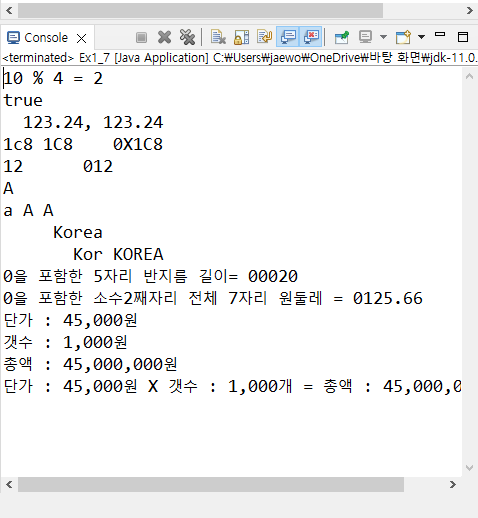 Console
<terminated> Ex1_7 [Java Application] C:₩Users₩jaewo₩OneDrive₩바탕 화면₩jdk-11.0.
10 % 4 = 2
true
  123.24, 123.24
1c8 1C8    0X1C8
12      012
A
a A A
     Korea
       Kor KOREA
0을 포함한 5자리 반지름 길이= 00020
0을 포함한 소수2째자리 전체 7자리 원둘레 = 0125.66
단가 : 45,000원
갯수 : 1,000원
총액 : 45,000,000원
단가 : 45,000원 X 갯수 : 1,000개 = 총액 : 45,000,0